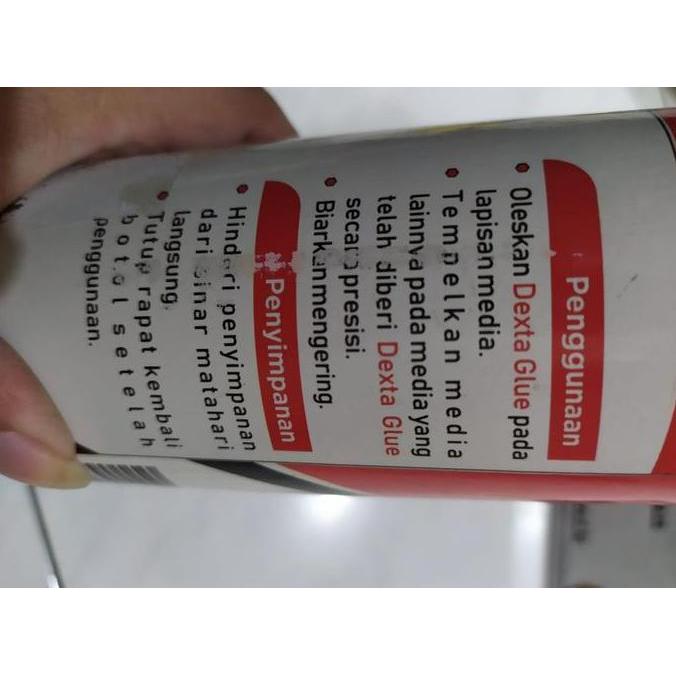 Penggunaan
Oleskan Dexta Glue pada
lapisan media.
Tempelkan media
lainnya pada media yang
telah diberi Dexta Glue
secara presisi.
Biarkan mengering.
Penyimpanan
Hindari penyimpanan
dari sinar matahari
langsung.
Tutup rapat kembali
botol setelah
penggunaan.